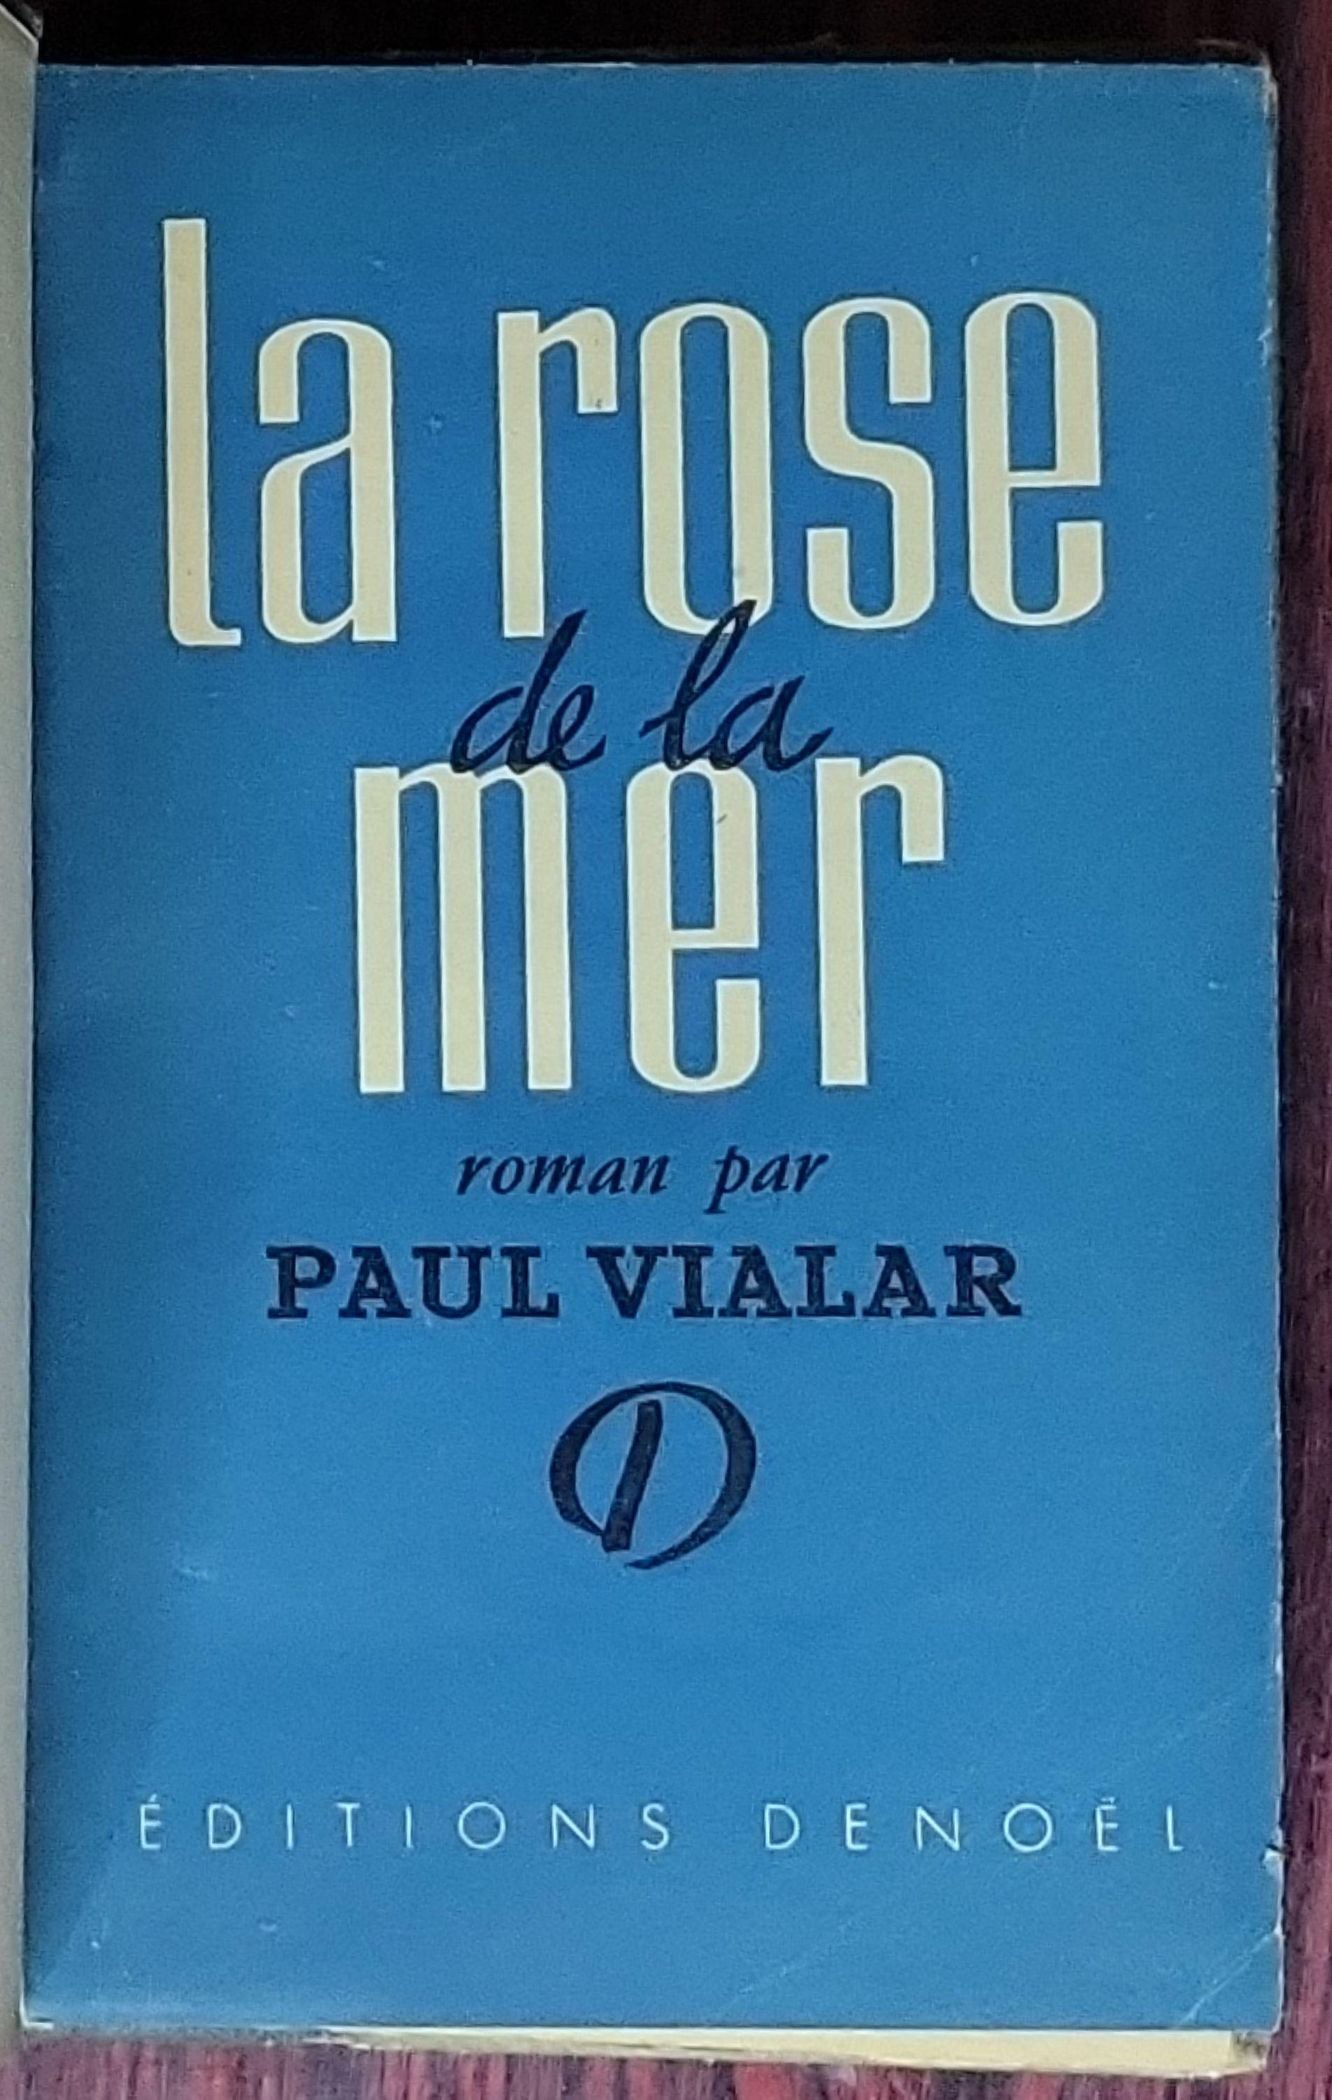 la rose
de la
mer
roman par
PAUL VIALAR
D
ÉDITIONS DENOËL